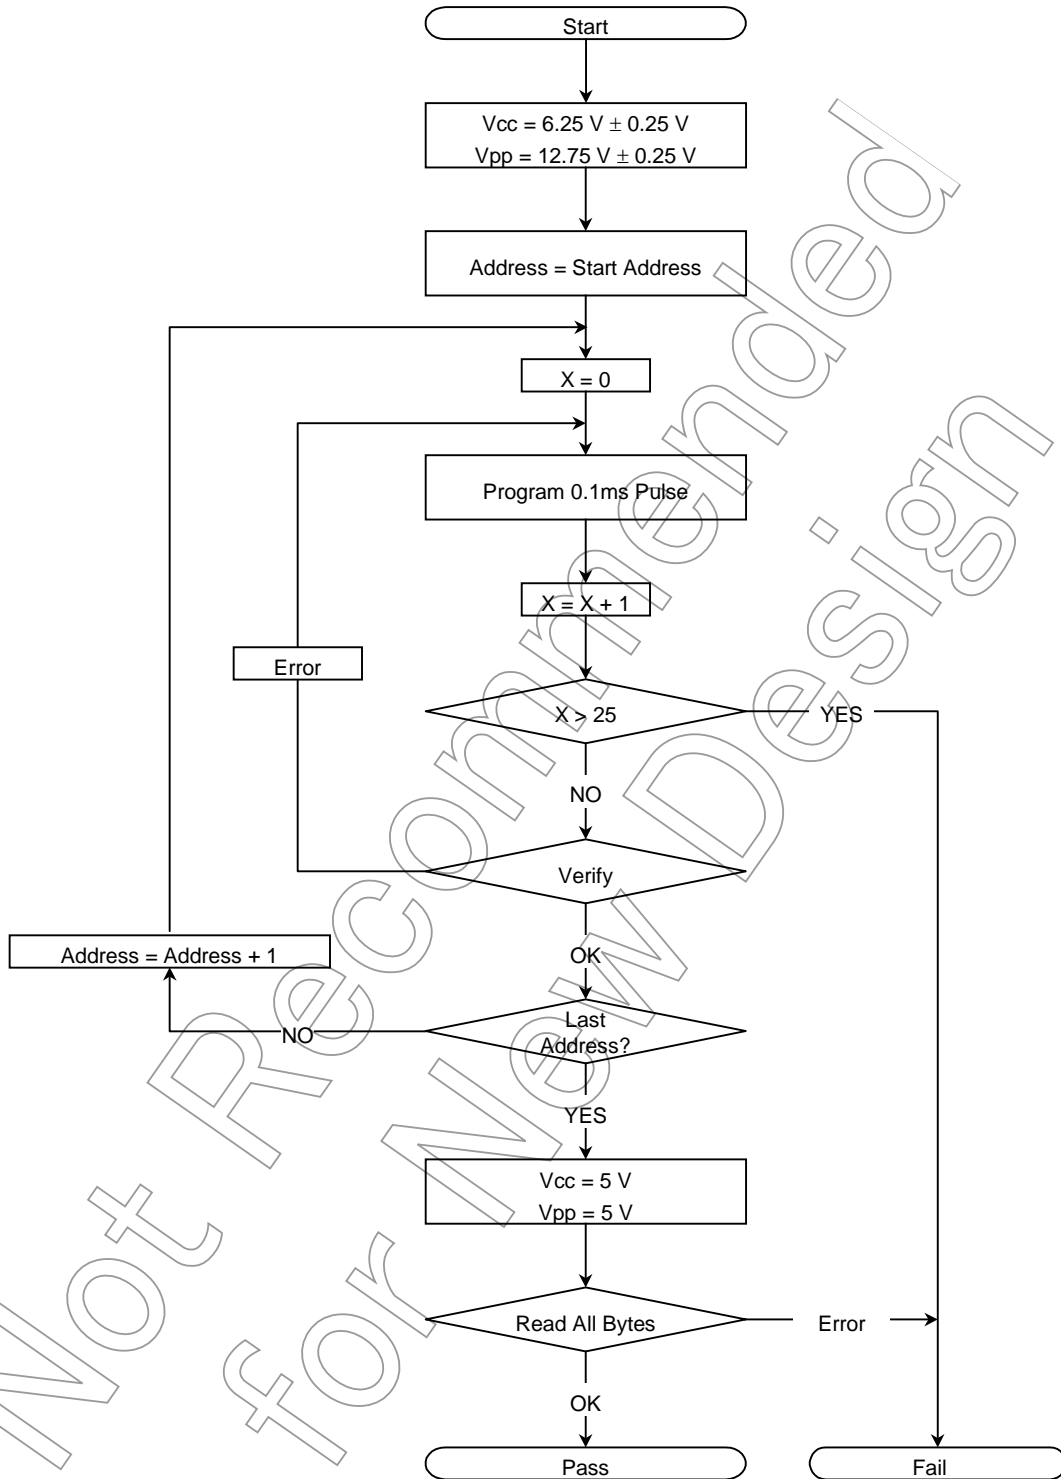 Start
Vcc = 6.25 V ± 0.25 V
Vpp = 12.75 V ± 0.25 V
Address = Start Address
X = 0
Program 0.1ms Pulse
X = X + 1
Error
X > 25
YES
NO
Verify
OK
Address = Address + 1
Last
Address?
NO
YES
Vcc = 5 V
Vpp = 5 V
Read All Bytes
Error
OK
Pass
Fail
Not Recommended
for New Design